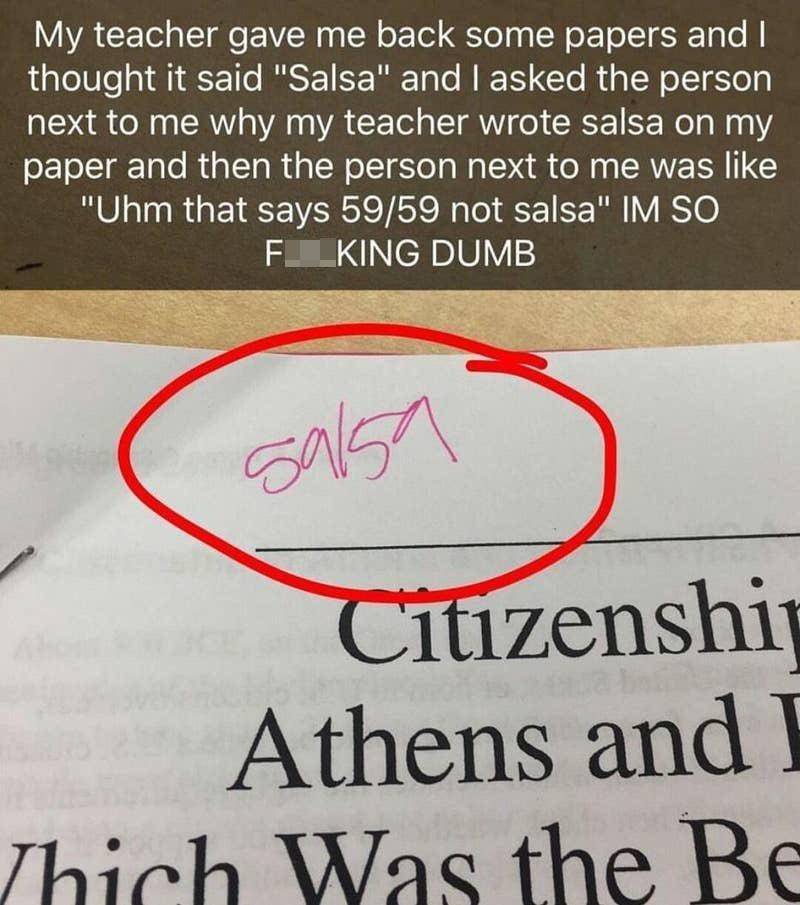 My teacher gave me back some papers and I
thought it said "Salsa" and I asked the person
next to me why my teacher wrote salsa on my
paper and then the person next to me was like
"Uhm that says 59/59 not salsa" IM SO
F KING DUMB
59/59
Citizenship
Athens and
Which Was the Be